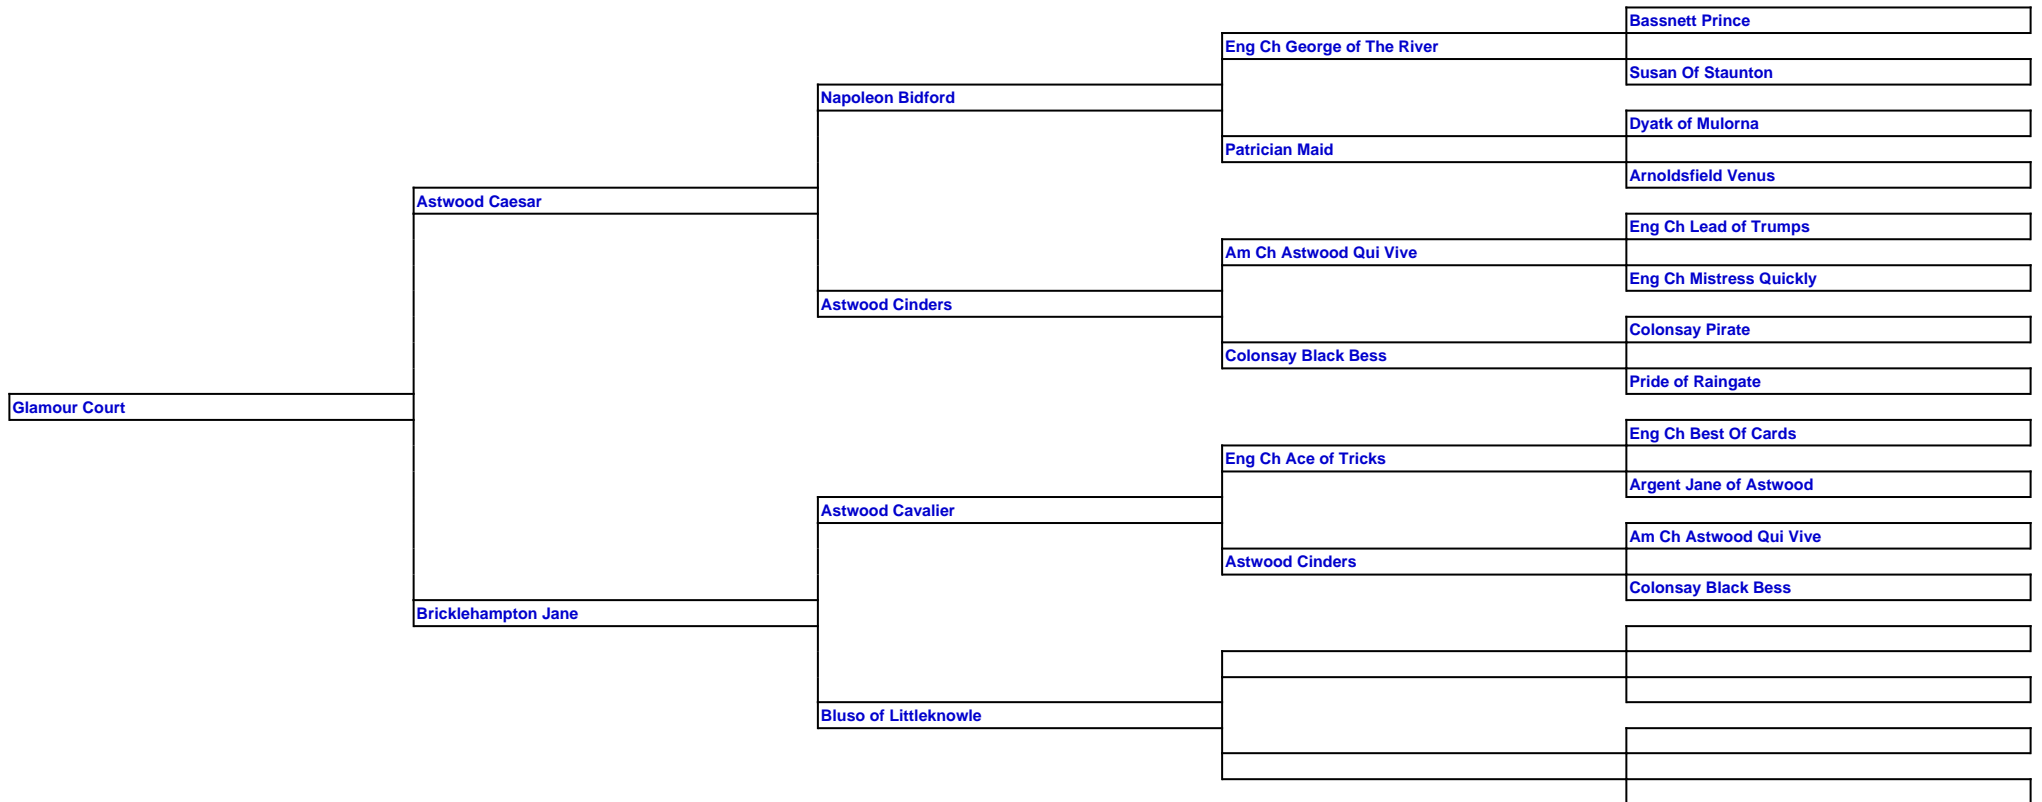 Bassnett Prince
Eng Ch George of The River
Susan Of Staunton
Napoleon Bidford
Dyatk of Mulorna
Patrician Maid
Arnoldsfield Venus
Astwood Caesar
Eng Ch Lead of Trumps
Am Ch Astwood Qui Vive
Eng Ch Mistress Quickly
Astwood Cinders
Colonsay Pirate
Colonsay Black Bess
Pride of Raingate
Glamour Court
Eng Ch Best Of Cards
Eng Ch Ace of Tricks
Argent Jane of Astwood
Astwood Cavalier
Am Ch Astwood Qui Vive
Astwood Cinders
Colonsay Black Bess
Bricklehampton Jane
Bluso of Littleknowle